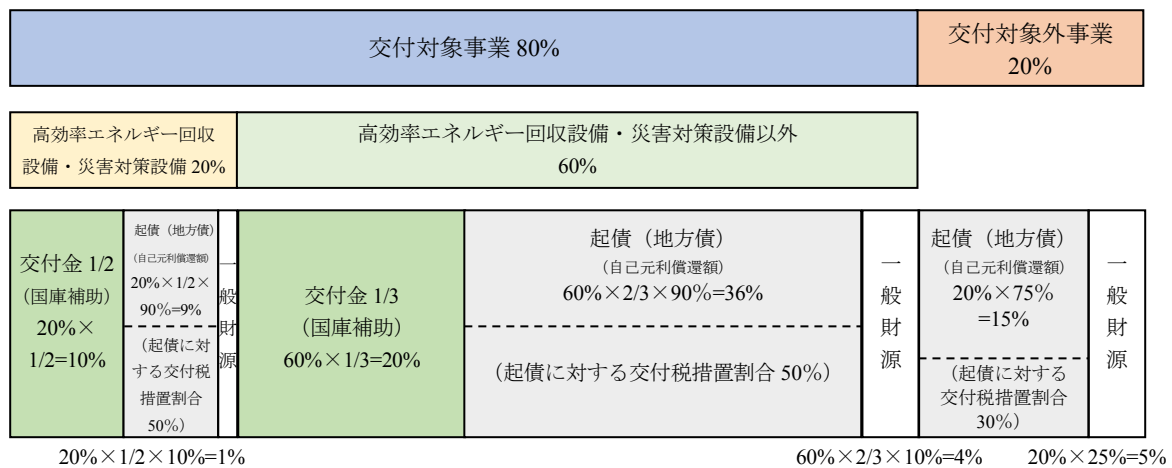 交付対象事業 80%
交付対象外事業
20%
高効率エネルギー回収
設備・災害対策設備 20%
高効率エネルギー回収設備・災害対策設備以外
60%
交付金 1/2
（国庫補助）
20%×
1/2=10%
起債（地方債）
(自己元利償還額)
20%×1/2×
90%=9%
（起債に対
する交付税
措置割合
50%）
一
般
財
源
交付金 1/3
（国庫補助）
60%×1/3=20%
起債（地方債）
(自己元利償還額)
60%×2/3×90%=36%
（起債に対する交付税措置割合 50%）
一
般
財
源
起債（地方債）
(自己元利償還額)
20%×75%
=15%
（起債に対する
交付税措置割合
30%）
一
般
財
源
20%×1/2×10%=1%
60%×2/3×10%=4%
20%×25%=5%